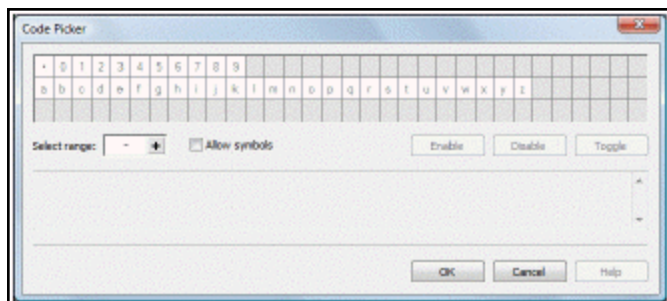 Code Picker
* 0 1 2 3 4 5 6 7 8 9
a b c d e f g h i j k l m n o p q r s t u v w x y z
Select range: - + Allow symbols Enable Disable Toggle
OK Cancel Help